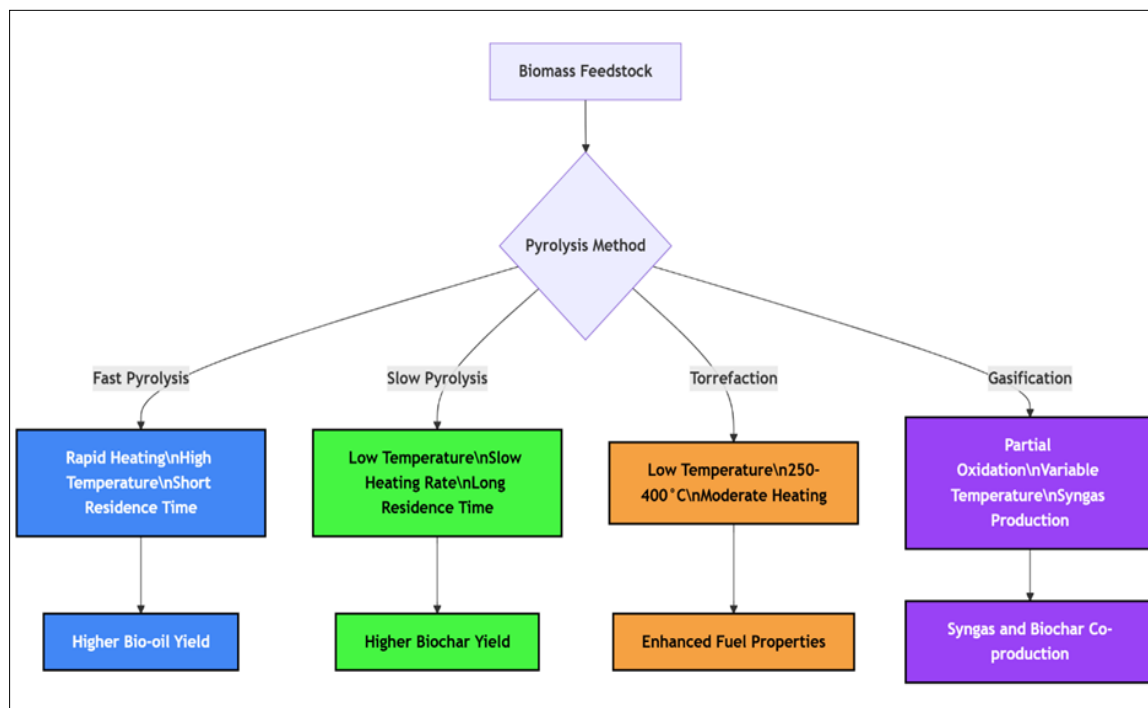 Biomass Feedstock
Pyrolysis Method
Fast Pyrolysis
Slow Pyrolysis
Torrefaction
Gasification
Rapid Heating\nHigh
Temperature\nShort
Residence Time
Low Temperature\nSlow
Heating Rate\nLong
Residence Time
Low Temperature\n250-
400°C\nModerate Heating
Partial
Oxidation\nVariable
Temperature\nSyngas
Production
Higher Bio-oil Yield
Higher Biochar Yield
Enhanced Fuel Properties
Syngas and Biochar Co-
production